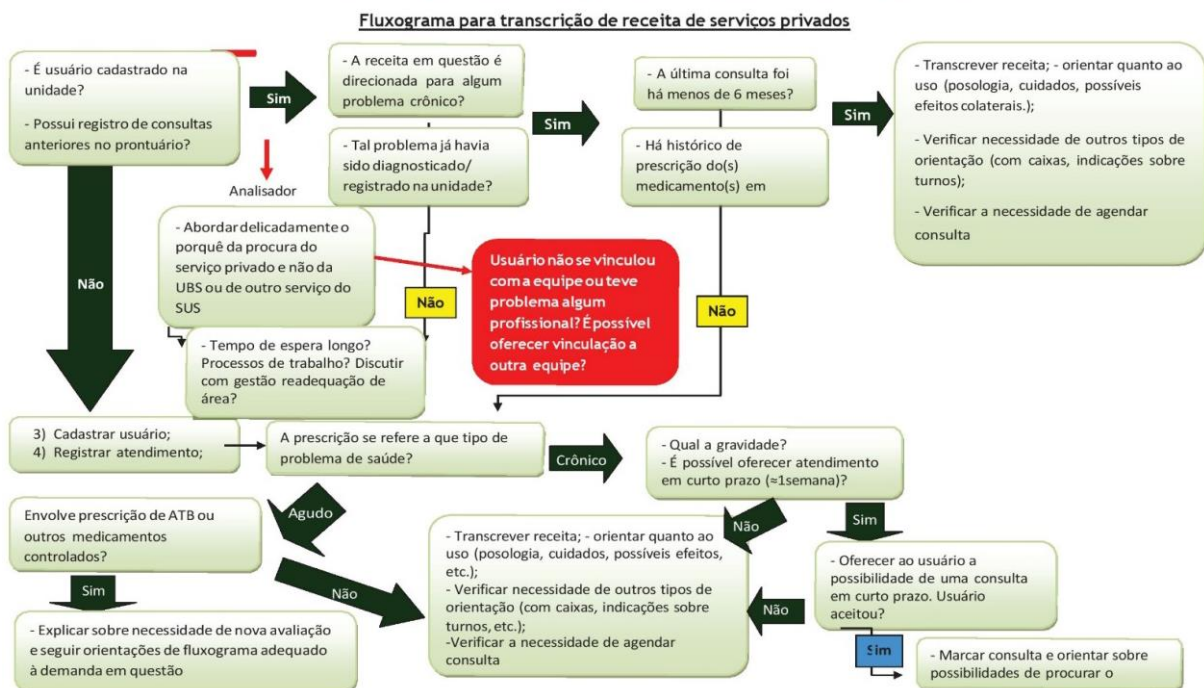 Fluxograma para transcrição de receita de serviços privados
- É usuário cadastrado na
unidade?
- Possui registro de consultas
anteriores no prontuário?
Sim
- A receita em questão é
direcionada para algum
problema crônico?
- Tal problema já havia
sido diagnosticado/
registrado na unidade?
Sim
- A última consulta foi
há menos de 6 meses?
- Há histórico de
prescrição do(s)
medicamento(s) em
Sim
- Transcrever receita; - orientar quanto ao
uso (posologia, cuidados, possíveis
efeitos colaterais.);
- Verificar necessidade de outros tipos de
orientação (com caixas, indicações sobre
turnos);
- Verificar a necessidade de agendar
consulta
Analisador
- Abordar delicadamente o
porquê da procura do
serviço privado e não da
UBS ou de outro serviço do
SUS
Não
Não
Usuário não se vinculou
com a equipe ou teve
problema algum
profissional? É possível
oferecer vinculação a
outra equipe?
Não
- Tempo de espera longo?
Processos de trabalho? Discutir
com gestão readequação de
área?
3) Cadastrar usuário;
4) Registrar atendimento;
A prescrição se refere a que tipo de
problema de saúde?
Crônico
- Qual a gravidade?
- É possível oferecer atendimento
em curto prazo (≈1semana)?
Agudo
Não
Sim
Envolve prescrição de ATB ou
outros medicamentos
controlados?
Sim
Não
- Transcrever receita; - orientar quanto ao
uso (posologia, cuidados, possíveis efeitos,
etc.);
- Verificar necessidade de outros tipos de
orientação (com caixas, indicações sobre
turnos, etc.);
-Verificar a necessidade de agendar
consulta
Não
- Oferecer ao usuário a
possibilidade de uma consulta
em curto prazo. Usuário
aceitou?
Sim
- Explicar sobre necessidade de nova avaliação
e seguir orientações de fluxograma adequado
à demanda em questão
- Marcar consulta e orientar sobre
possibilidades de procurar o